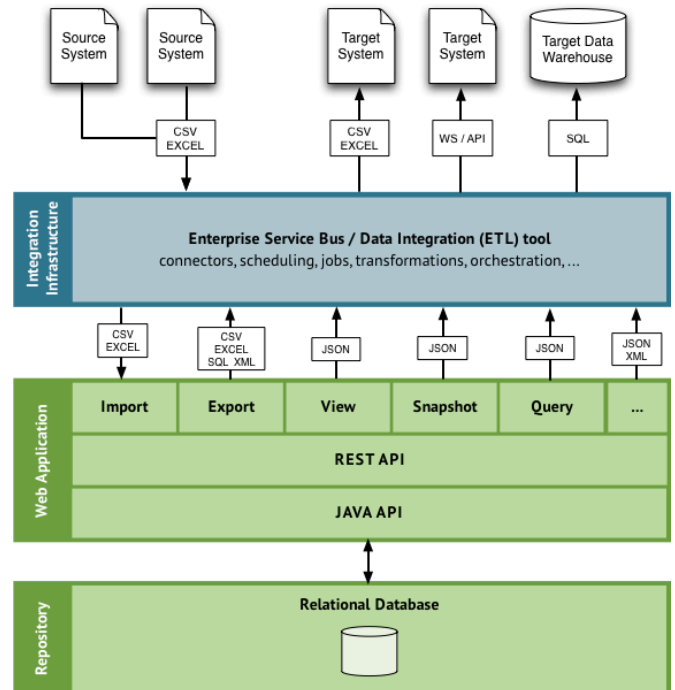 Source
System
Source
System
Target
System
Target
System
Target Data
Warehouse
CSV
EXCEL
CSV
EXCEL
WS / API
SQL
Integration
Infrastructure
Enterprise Service Bus / Data Integration (ETL) tool
connectors, scheduling, jobs, transformations, orchestration, ...
CSV
EXCEL
CSV
EXCEL
SQL XML
JSON
JSON
JSON
JSON
XML
Web Application
Import
Export
View
Snapshot
Query
...
REST API
JAVA API
Repository
Relational Database